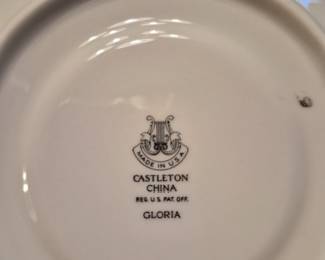 MADE IN U.S.A.
CASTLETON
CHINA
REG. U.S. PAT. OFF.
GLORIA